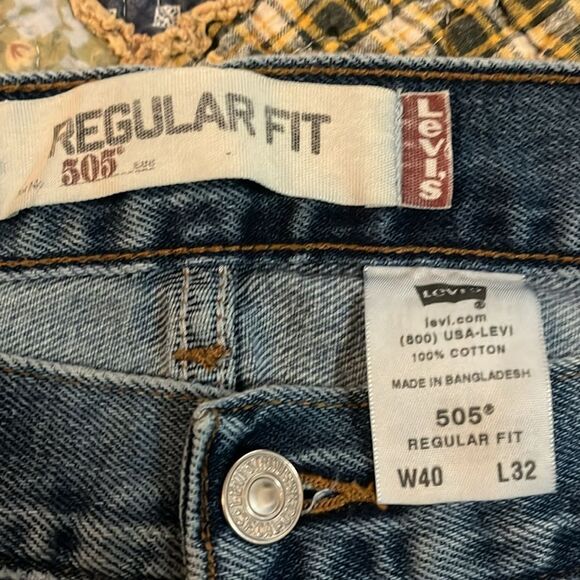 REGULAR FIT
505®
LEVI'S
LEVI'S
®
levi.com
(800) USA-LEVI
100% COTTON
MADE IN BANGLADESH
505®
REGULAR FIT
W40 L32